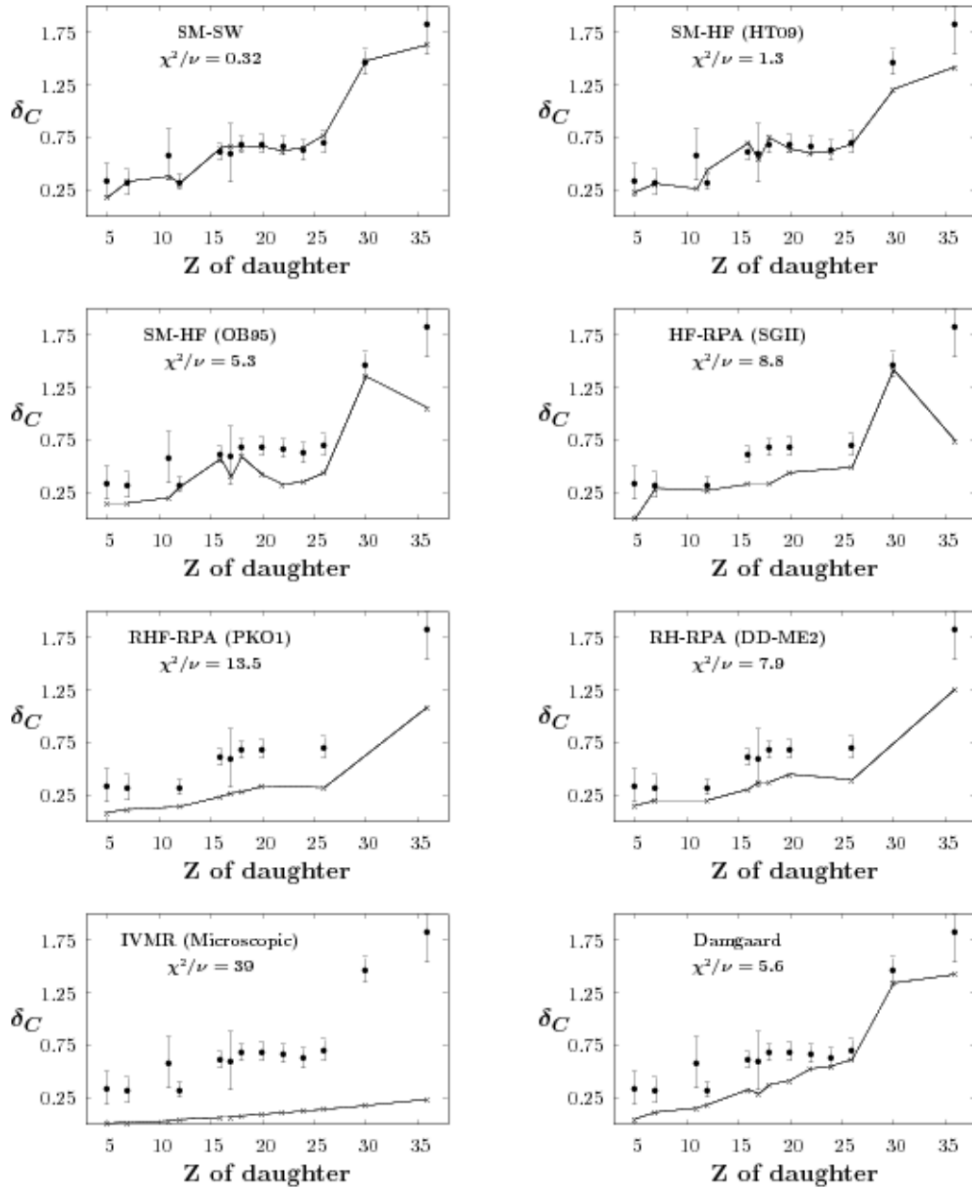 SM-SW
χ²/ν = 0.32
1.75
1.25
δC
0.75
0.25
5 10 15 20 25 30 35
Z of daughter
SM-HF (HT09)
χ²/ν = 1.3
1.75
1.25
δC
0.75
0.25
5 10 15 20 25 30 35
Z of daughter
SM-HF (OB95)
χ²/ν = 5.3
1.75
1.25
δC
0.75
0.25
5 10 15 20 25 30 35
Z of daughter
HF-RPA (SGII)
χ²/ν = 8.8
1.75
1.25
δC
0.75
0.25
5 10 15 20 25 30 35
Z of daughter
RHF-RPA (PKO1)
χ²/ν = 13.5
1.75
1.25
δC
0.75
0.25
5 10 15 20 25 30 35
Z of daughter
RH-RPA (DD-ME2)
χ²/ν = 7.9
1.75
1.25
δC
0.75
0.25
5 10 15 20 25 30 35
Z of daughter
IVMR (Microscopic)
χ²/ν = 39
1.75
1.25
δC
0.75
0.25
5 10 15 20 25 30 35
Z of daughter
Damgaard
χ²/ν = 5.6
1.75
1.25
δC
0.75
0.25
5 10 15 20 25 30 35
Z of daughter